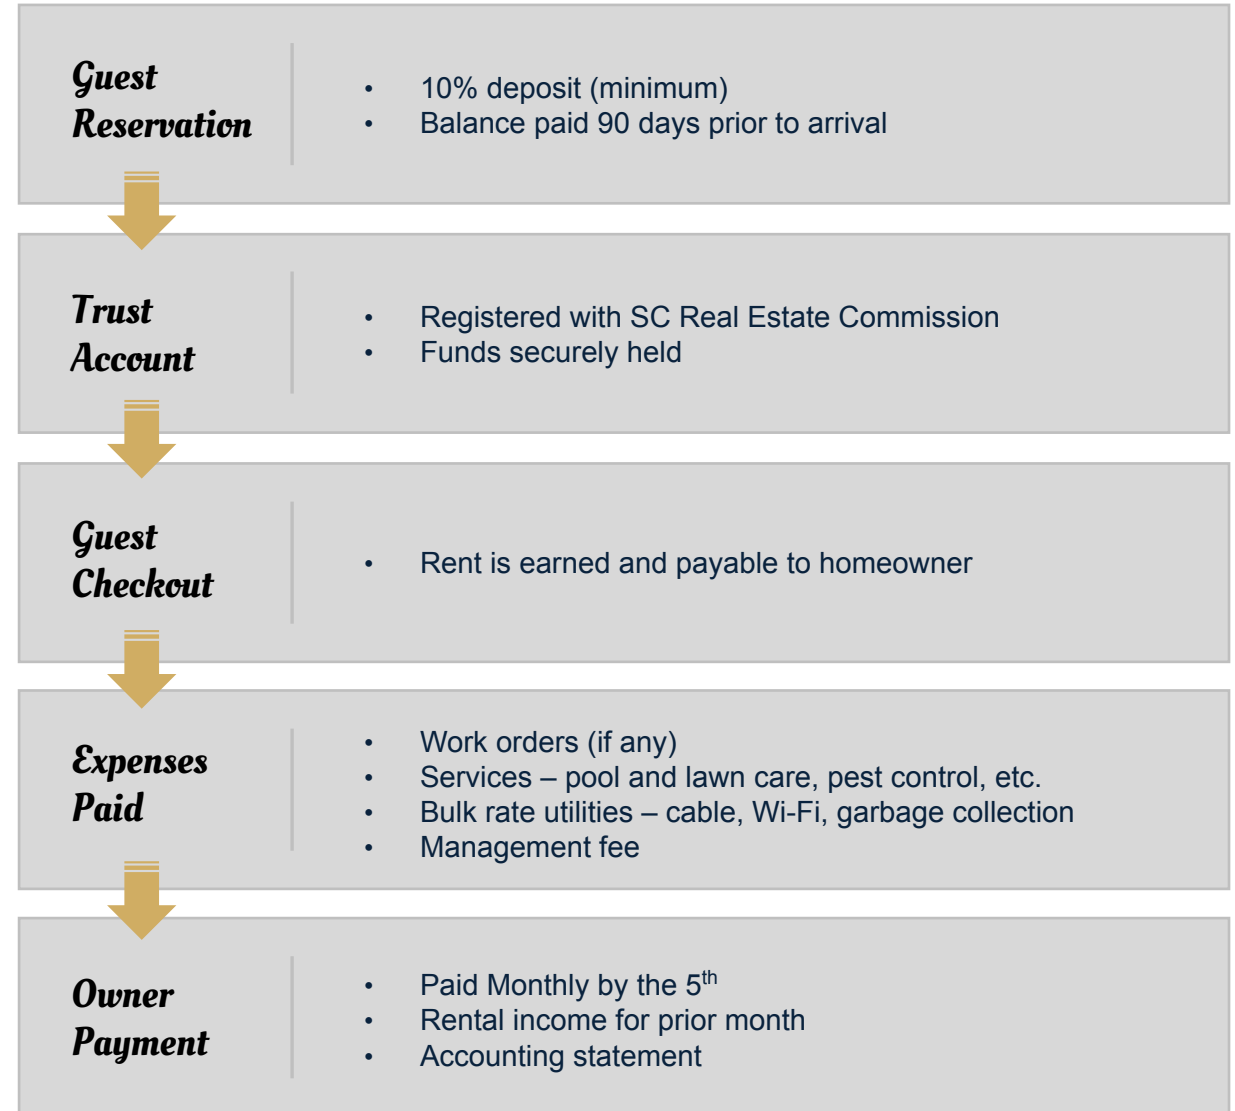 Guest
Reservation
• 10% deposit (minimum)
• Balance paid 90 days prior to arrival
Trust
Account
• Registered with SC Real Estate Commission
• Funds securely held
Guest
Checkout
• Rent is earned and payable to homeowner
Expenses
Paid
• Work orders (if any)
• Services – pool and lawn care, pest control, etc.
• Bulk rate utilities – cable, Wi-Fi, garbage collection
• Management fee
Owner
Payment
• Paid Monthly by the 5th
• Rental income for prior month
• Accounting statement